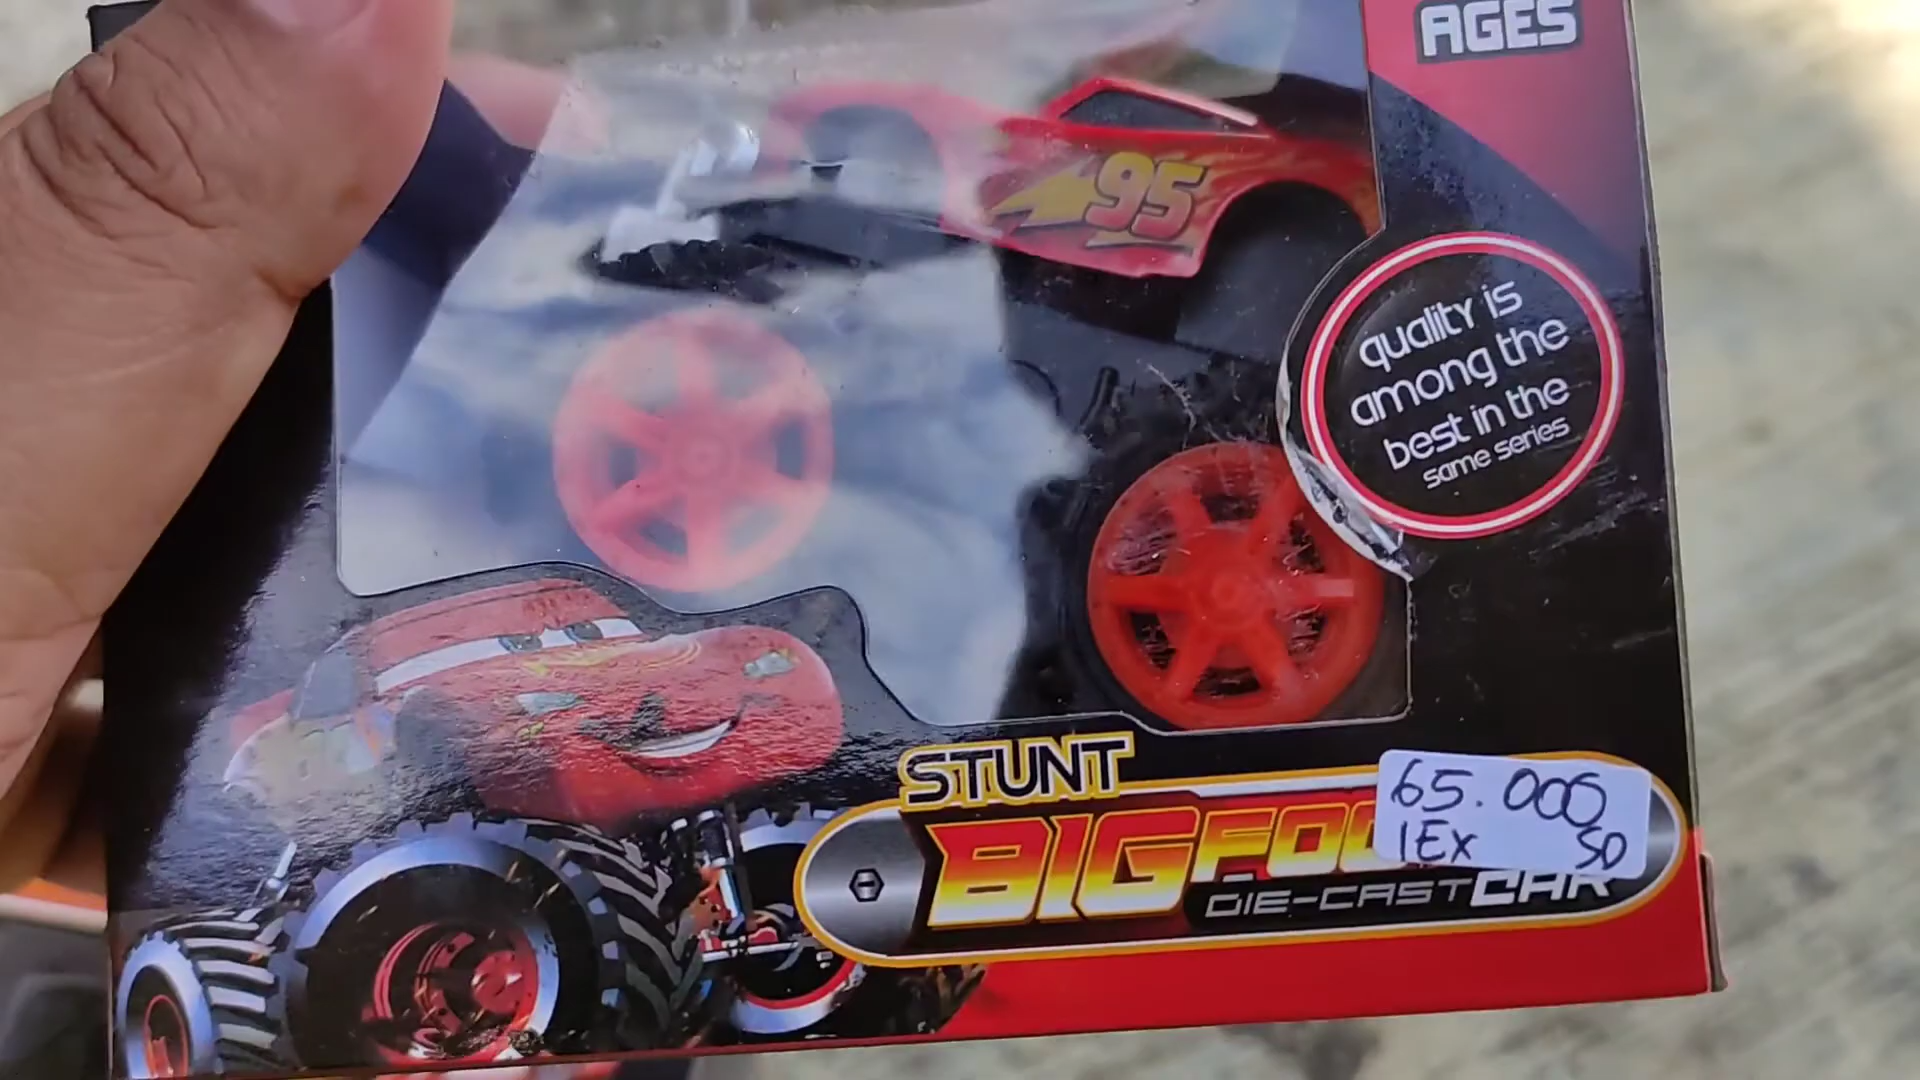 AGES
95
quality is
among the
best in the
same series
STUNT
BIGFOO
DIE-CAST CAR
65.000
1Ex SD